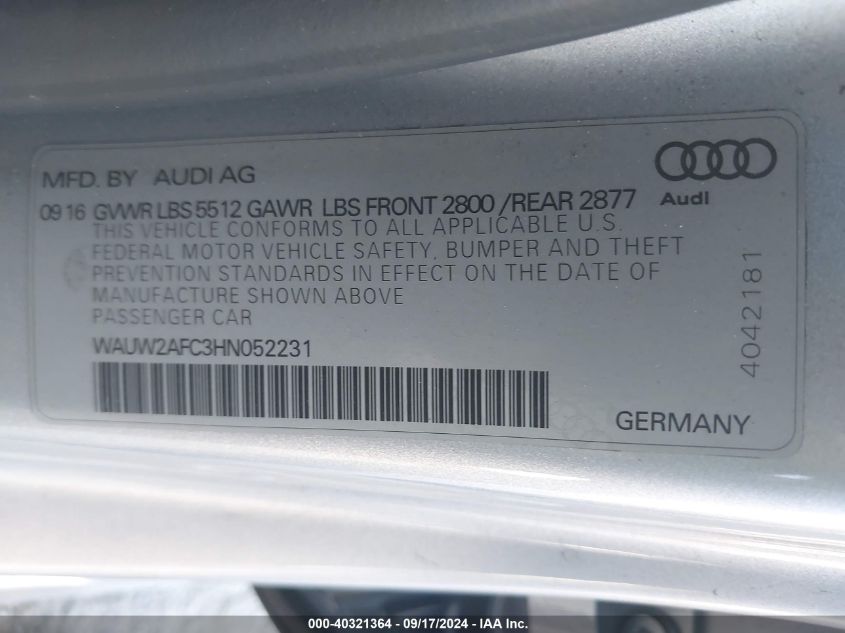 MFD. BY AUDI AG
Audi
09 16 GVWR LBS 5512 GAWR LBS FRONT 2800 /REAR 2877
THIS VEHICLE CONFORMS TO ALL APPLICABLE U.S.
FEDERAL MOTOR VEHICLE SAFETY, BUMPER AND THEFT
PREVENTION STANDARDS IN EFFECT ON THE DATE OF
MANUFACTURE SHOWN ABOVE
PASSENGER CAR
WAUW2AFC3HN052231
4042181
GERMANY
000-40321364 - 09/17/2024 - IAA Inc.